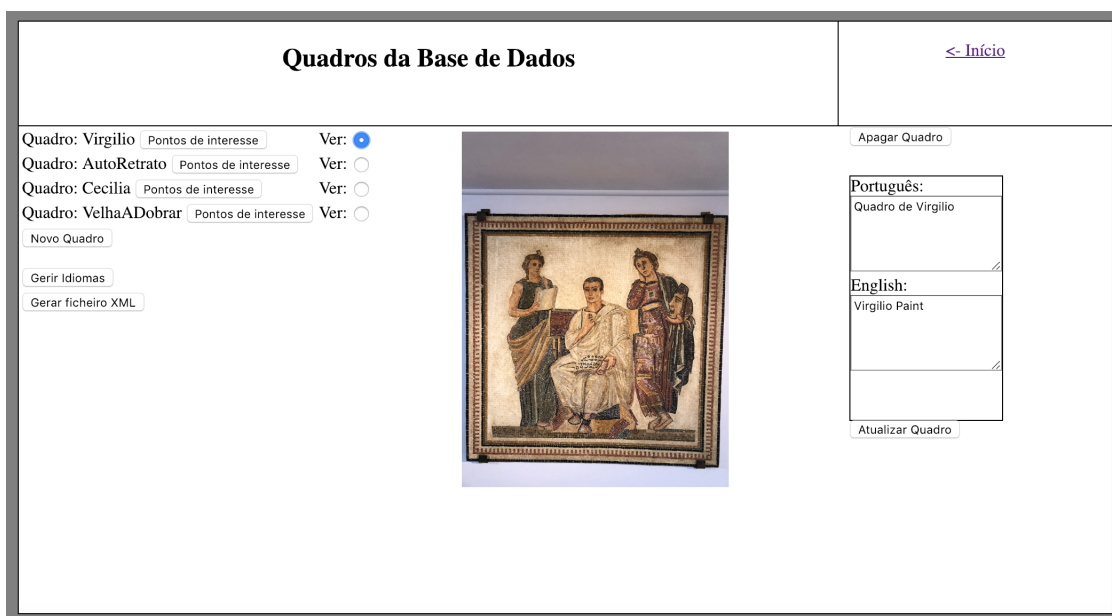 Quadros da Base de Dados
<- Início
Quadro: Virgilio Pontos de interesse Ver:
Quadro: AutoRetrato Pontos de interesse Ver:
Quadro: Cecilia Pontos de interesse Ver:
Quadro: VelhaADobrar Pontos de interesse Ver:
Novo Quadro
Gerir Idiomas
Gerar ficheiro XML
Apagar Quadro
Português:
Quadro de Virgílio
English:
Virgilio Paint
Atualizar Quadro